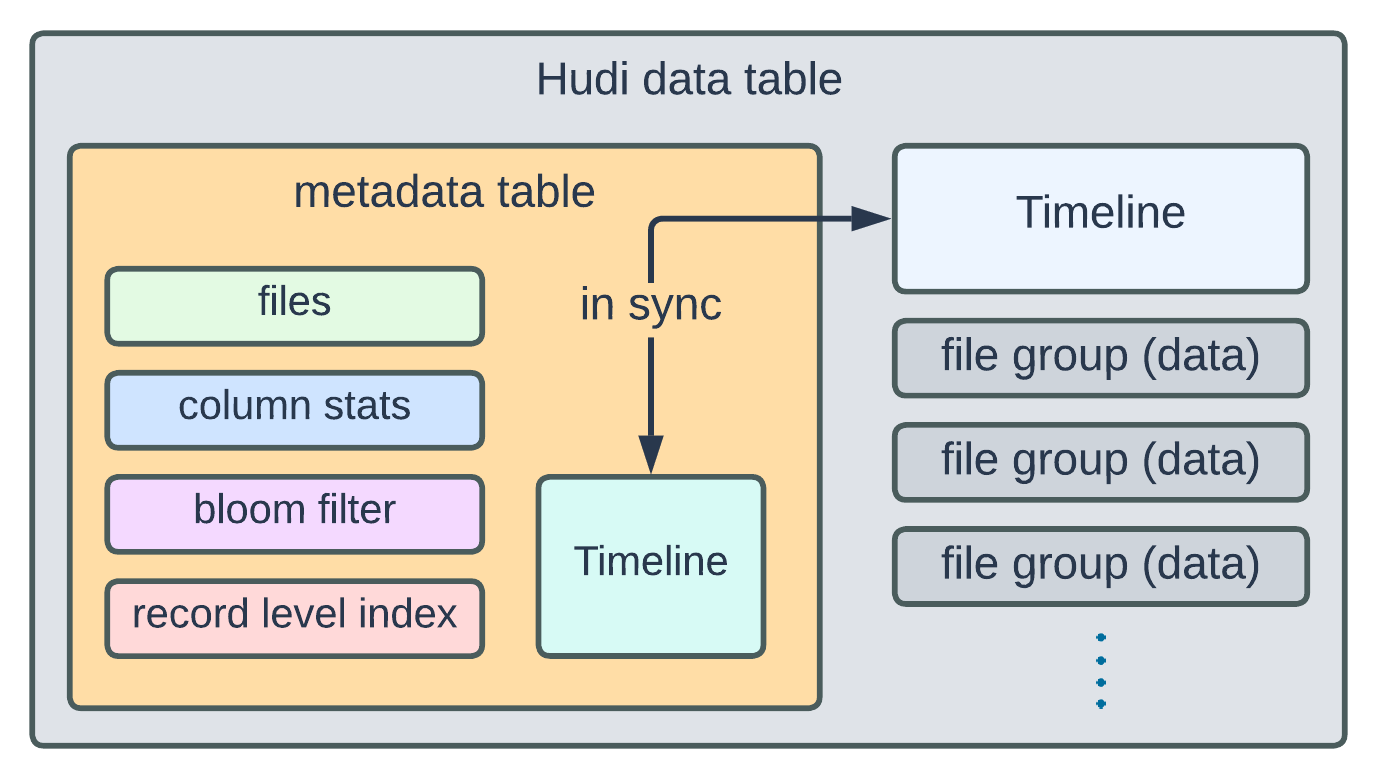 Hudi data table
metadata table
files
column stats
bloom filter
record level index
in sync
Timeline
Timeline
file group (data)
file group (data)
file group (data)